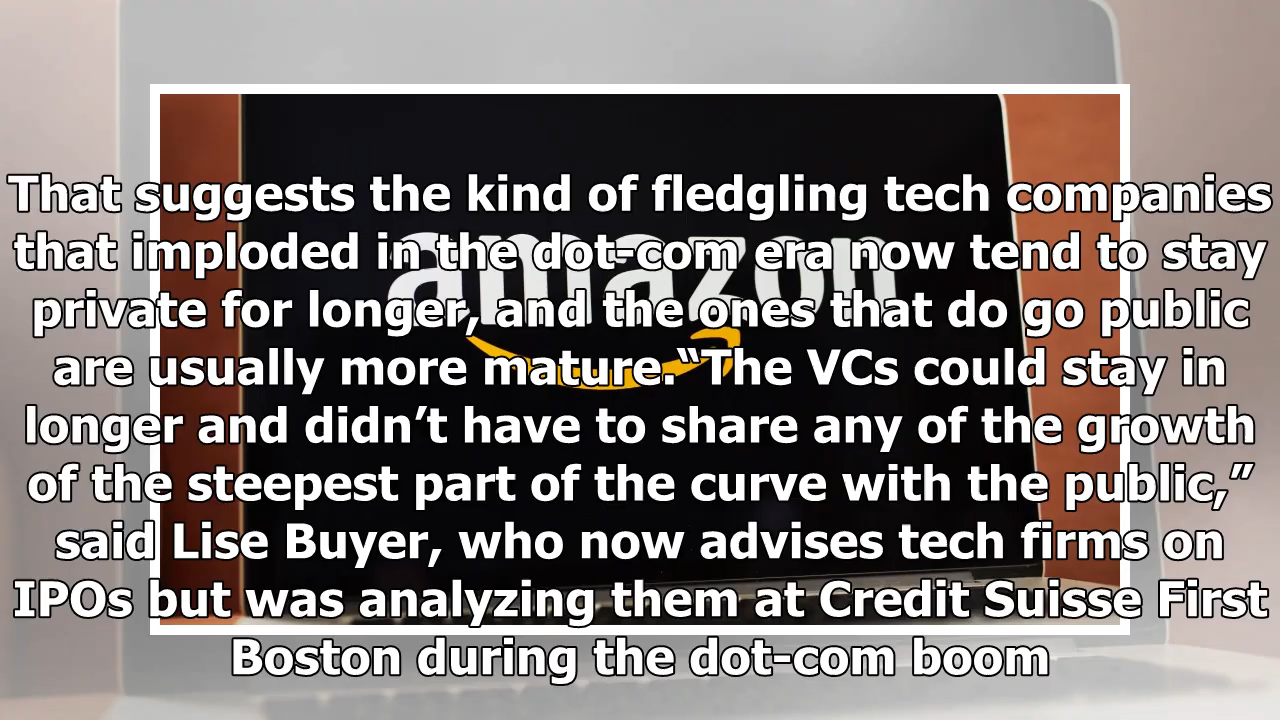 That suggests the kind of fledgling tech companies
that imploded in the dot-com era now tend to stay
private for longer, and the ones that do go public
are usually more mature.“The VCs could stay in
longer and didn’t have to share any of the growth
of the steepest part of the curve with the public,”
said Lise Buyer, who now advises tech firms on
IPOs but was analyzing them at Credit Suisse First
Boston during the dot-com boom
amazon